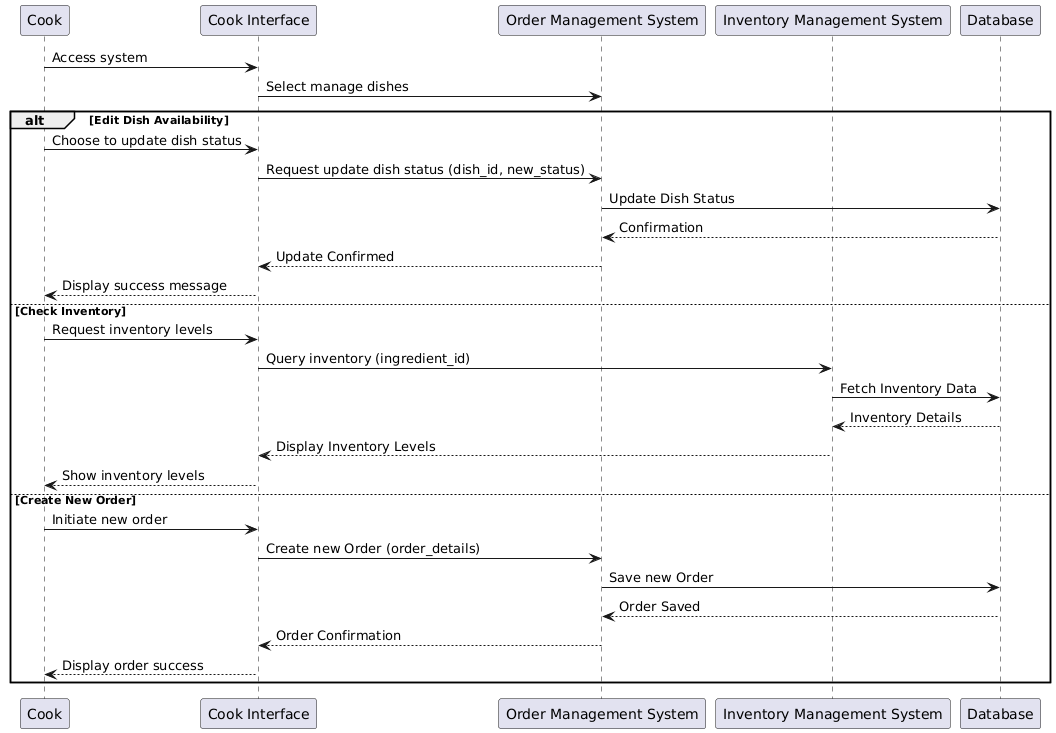 Cook Cook Interface Order Management System Inventory Management System Database
Access system
Select manage dishes
alt [Edit Dish Availability]
Choose to update dish status
Request update dish status (dish_id, new_status)
Update Dish Status
Confirmation
Update Confirmed
Display success message
[Check Inventory]
Request inventory levels
Query inventory (ingredient_id)
Fetch Inventory Data
Inventory Details
Display Inventory Levels
Show inventory levels
[Create New Order]
Initiate new order
Create new Order (order_details)
Save new Order
Order Saved
Order Confirmation
Display order success
Cook Cook Interface Order Management System Inventory Management System Database